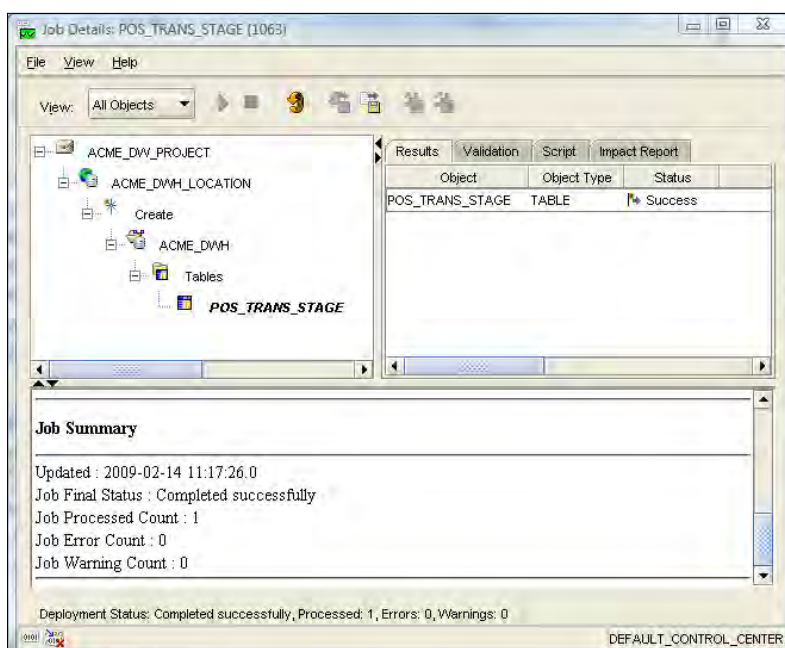 Job Details: POS_TRANS_STAGE (1063)
File View Help
View: All Objects
ACME_DW_PROJECT
ACME_DWH_LOCATION
Create
ACME_DWH
Tables
POS_TRANS_STAGE
Results Validation Script Impact Report
Object Object Type Status
POS_TRANS_STAGE TABLE Success
Job Summary
Updated : 2009-02-14 11:17:26.0
Job Final Status : Completed successfully
Job Processed Count : 1
Job Error Count : 0
Job Warning Count : 0
Deployment Status: Completed successfully, Processed: 1, Errors: 0, Warnings: 0
DEFAULT_CONTROL_CENTER